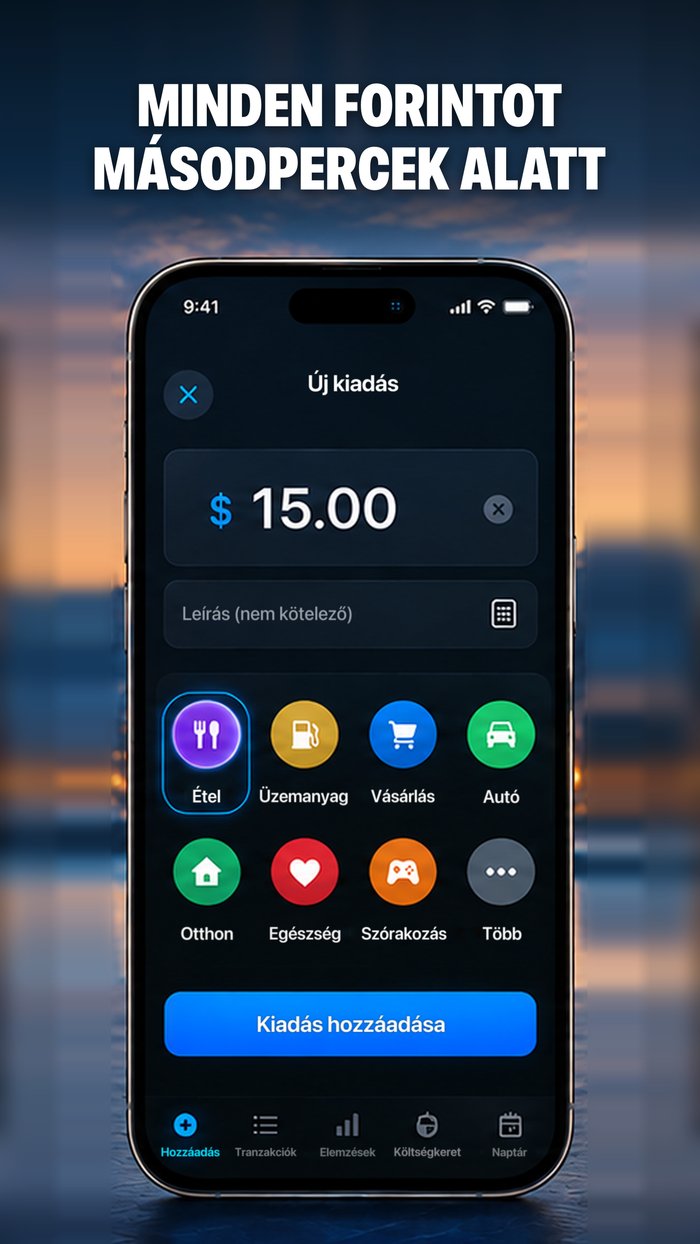 MINDEN FORINTOT
MÁSODPERCEK ALATT
9:41
Új kiadás
$ 15.00
Leírás (nem kötelező)
Étel Üzemanyag Vásárlás Autó
Otthon Egészség Szórakozás Több
Kiadás hozzáadása
Hozzáadás Tranzakciók Elemzések Költségkeret Naptár